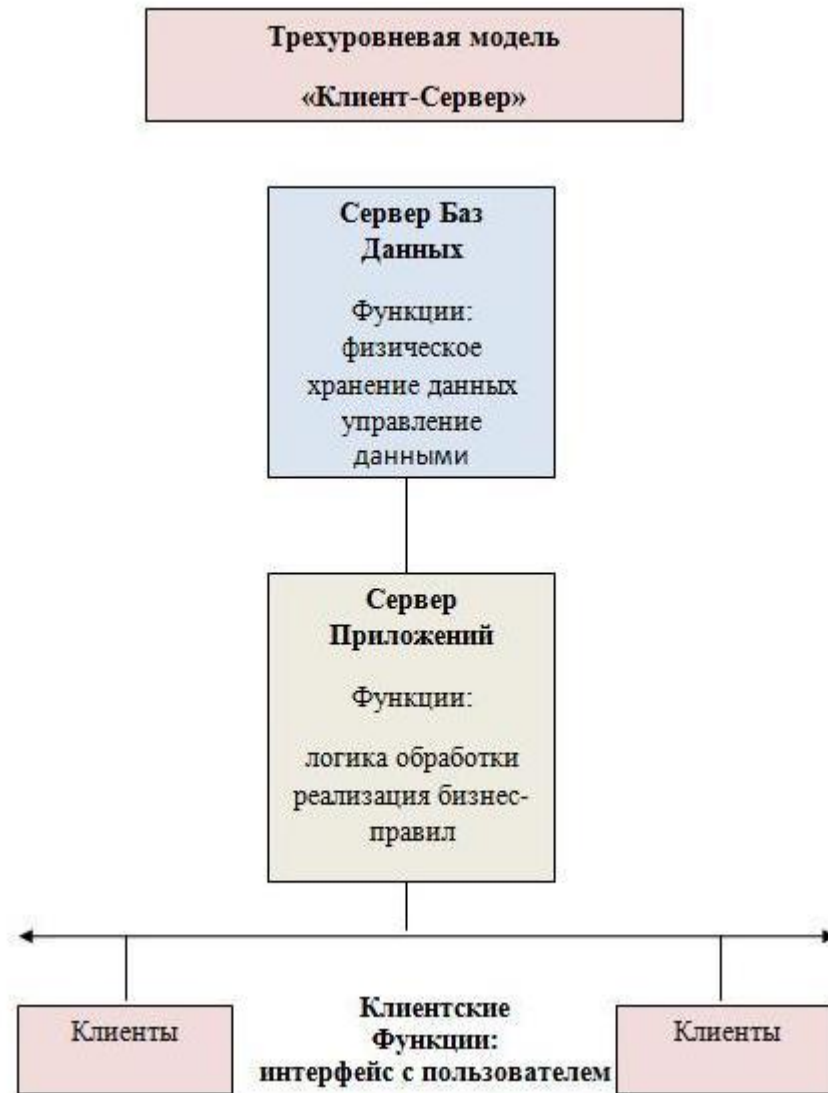 Трехуровневая модель
«Клиент-Сервер»
Сервер Баз
Данных
Функции:
физическое
хранение данных
управление
данными
Сервер
Приложений
Функции:
логика обработки
реализация бизнес-
правил
Клиенты
Клиентские
Функции:
интерфейс с пользователем
Клиенты